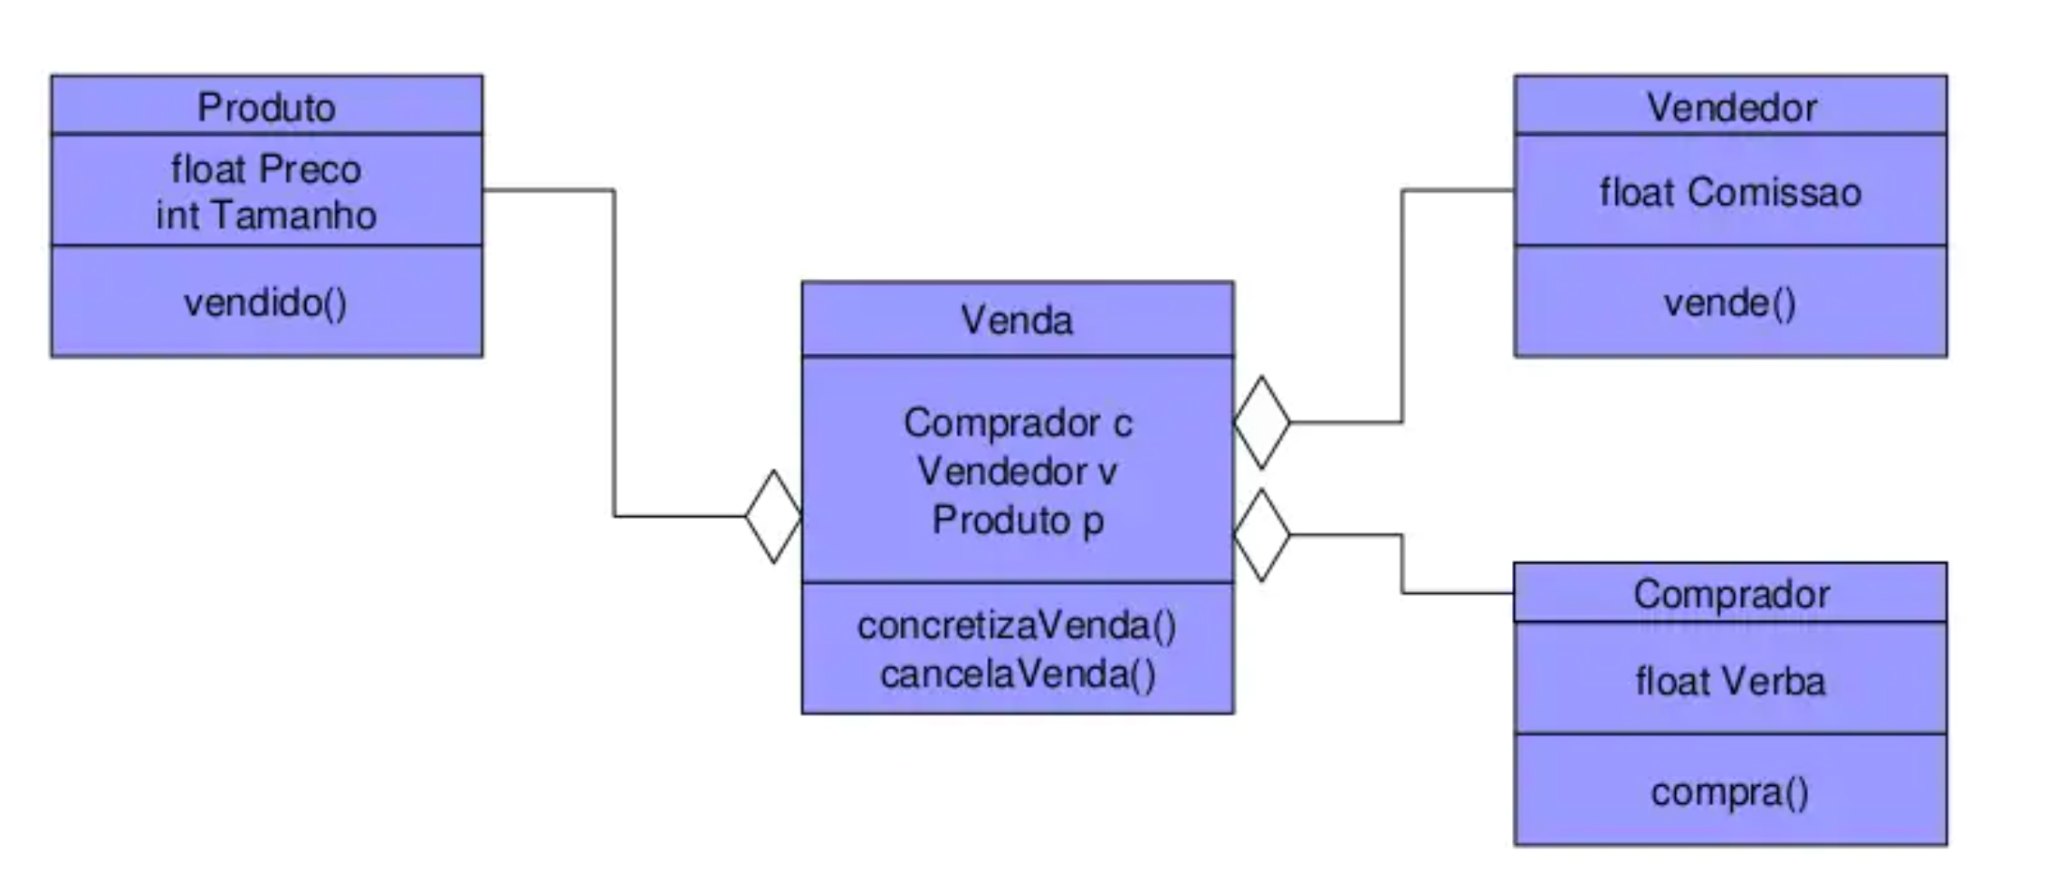 Produto
float Preco
int Tamanho
vendido()
Venda
Comprador c
Vendedor v
Produto p
concretizaVenda()
cancelaVenda()
Vendedor
float Comissao
vende()
Comprador
float Verba
compra()